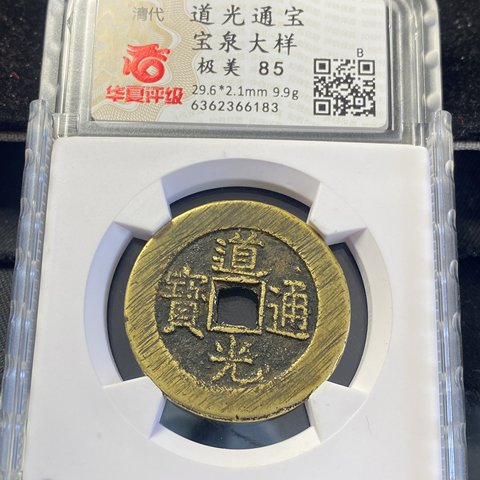 清代
道光通宝
宝泉大样
极美 85
B
华夏评级
29.6*2.1mm 9.9g
6362366183
道
寶 通
光